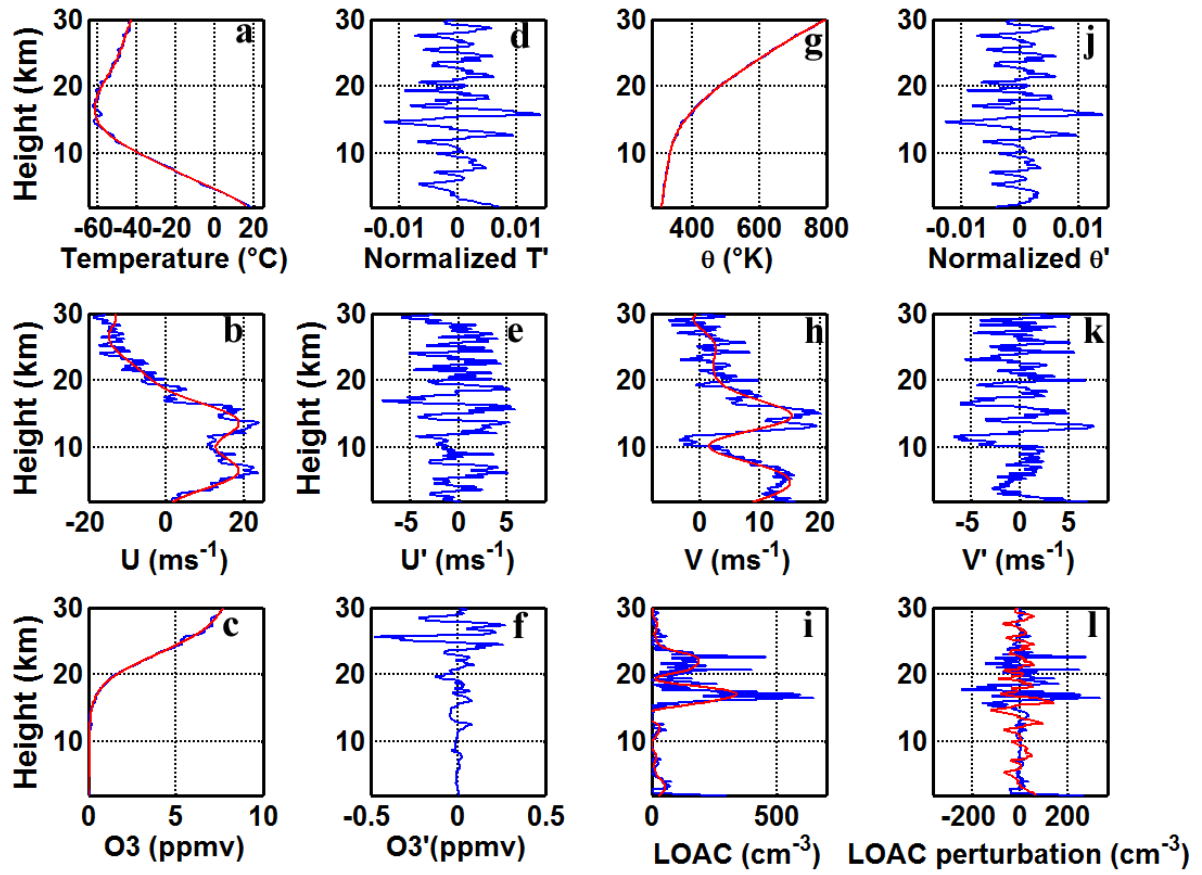 30
20
10
Height (km)
a
-60
-40
-20
0
20
Temperature (°C)
30
20
10
d
-0.01
0
0.01
Normalized T'
30
20
10
g
400
600
800
θ (°K)
30
20
10
j
-0.01
0
0.01
Normalized θ'
30
20
10
Height (km)
b
-20
0
20
U (ms-1)
30
20
10
Height (km)
e
-5
0
5
U' (ms-1)
30
20
10
h
0
10
20
V (ms-1)
30
20
10
k
-5
0
5
V' (ms-1)
30
20
10
Height (km)
c
0
5
10
O3 (ppmv)
30
20
10
f
-0.5
0
0.5
O3'(ppmv)
30
20
10
i
0
500
LOAC (cm-3)
30
20
10
l
-200
0
200
LOAC perturbation (cm-3)